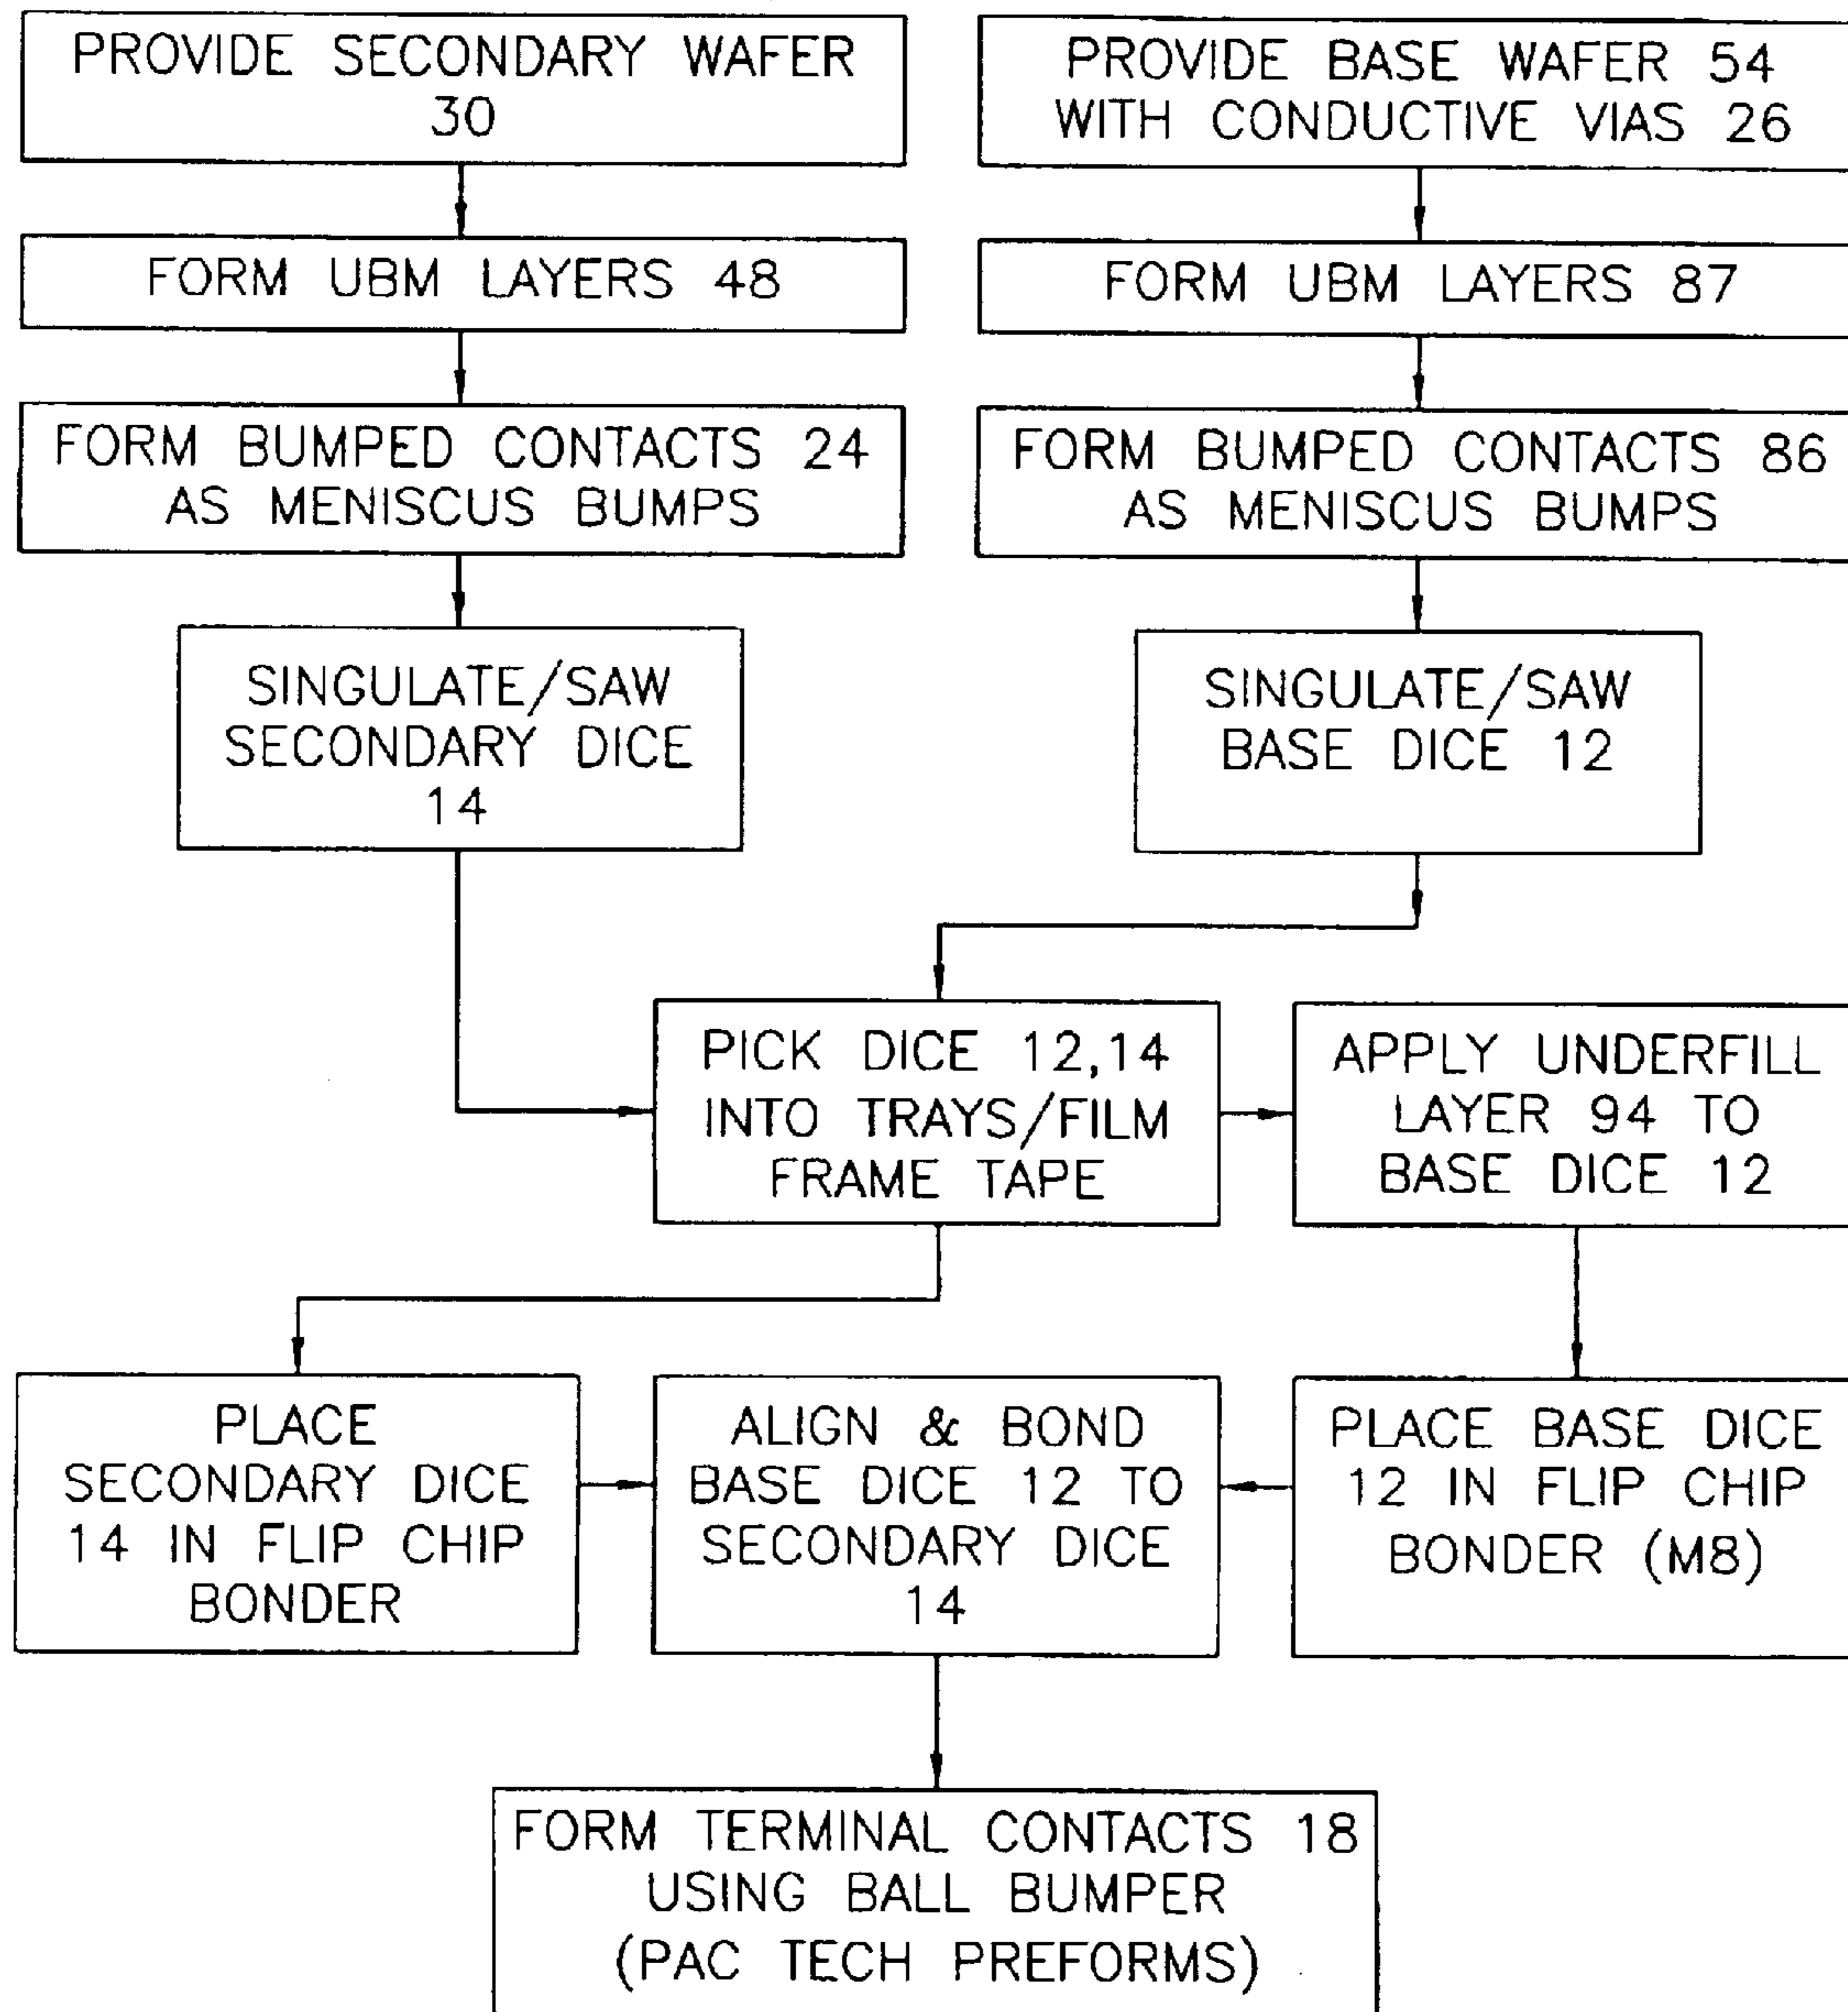 PROVIDE SECONDARY WAFER
30
PROVIDE BASE WAFER 54
WITH CONDUCTIVE VIAS 26
FORM UBM LAYERS 48
FORM UBM LAYERS 87
FORM BUMPED CONTACTS 24
AS MENISCUS BUMPS
FORM BUMPED CONTACTS 86
AS MENISCUS BUMPS
SINGULATE/SAW
SECONDARY DICE
14
SINGULATE/SAW
BASE DICE 12
PICK DICE 12,14
INTO TRAYS/FILM
FRAME TAPE
APPLY UNDERFILL
LAYER 94 TO
BASE DICE 12
PLACE
SECONDARY DICE
14 IN FLIP CHIP
BONDER
ALIGN & BOND
BASE DICE 12 TO
SECONDARY DICE
14
PLACE BASE DICE
12 IN FLIP CHIP
BONDER (M8)
FORM TERMINAL CONTACTS 18
USING BALL BUMPER
(PAC TECH PREFORMS)